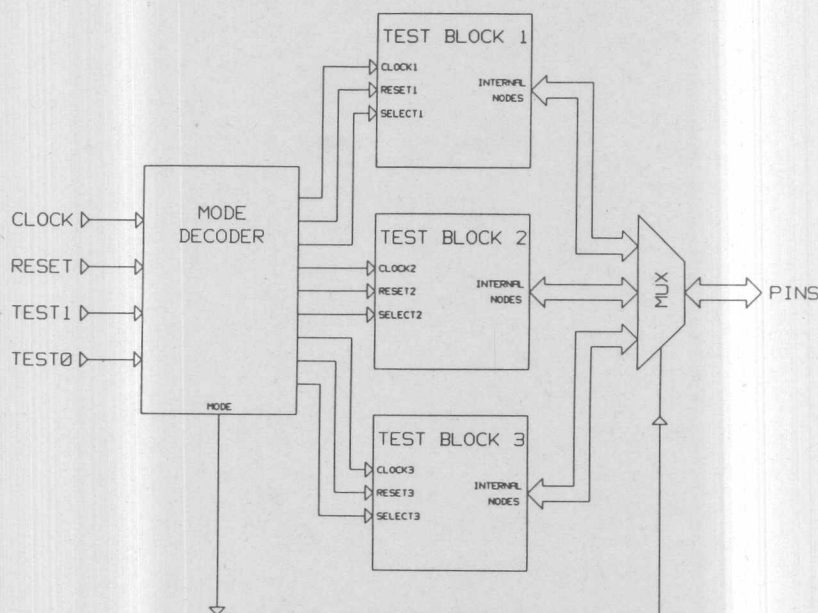 TEST BLOCK 1
CLOCK1
RESET1
SELECT1
INTERNAL
NODES
MODE
DECODER
CLOCK
RESET
TEST1
TESTØ
MODE
TEST BLOCK 2
CLOCK2
RESET2
SELECT2
INTERNAL
NODES
MUX
PINS
TEST BLOCK 3
CLOCK3
RESET3
SELECT3
INTERNAL
NODES